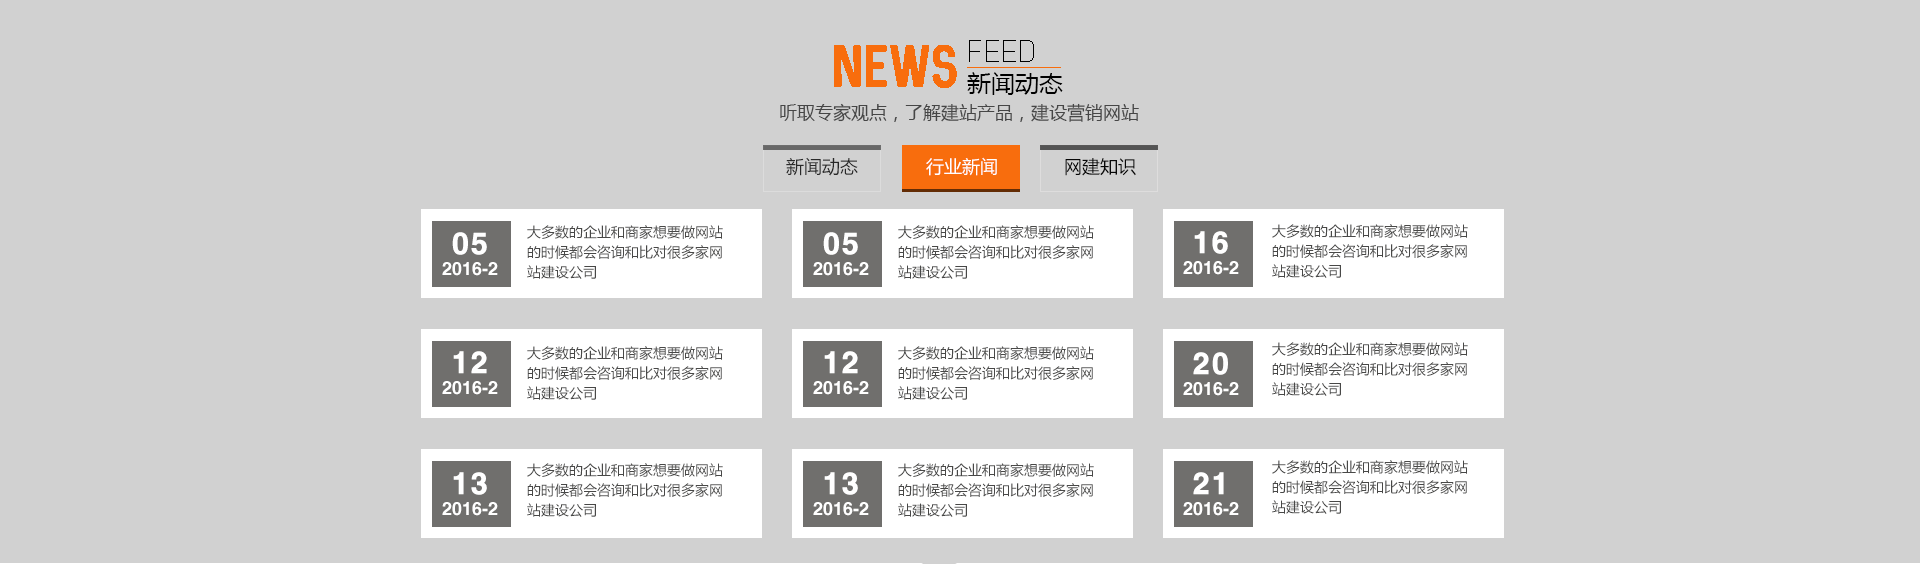 NEWS FEED
新闻动态
听取专家观点，了解建站产品，建设营销网站
新闻动态
行业新闻
网建知识
05
2016-2
大多数的企业和商家想要做网站
的时候都会咨询和比对很多家网
站建设公司
05
2016-2
大多数的企业和商家想要做网站
的时候都会咨询和比对很多家网
站建设公司
16
2016-2
大多数的企业和商家想要做网站
的时候都会咨询和比对很多家网
站建设公司
12
2016-2
大多数的企业和商家想要做网站
的时候都会咨询和比对很多家网
站建设公司
12
2016-2
大多数的企业和商家想要做网站
的时候都会咨询和比对很多家网
站建设公司
20
2016-2
大多数的企业和商家想要做网站
的时候都会咨询和比对很多家网
站建设公司
13
2016-2
大多数的企业和商家想要做网站
的时候都会咨询和比对很多家网
站建设公司
13
2016-2
大多数的企业和商家想要做网站
的时候都会咨询和比对很多家网
站建设公司
21
2016-2
大多数的企业和商家想要做网站
的时候都会咨询和比对很多家网
站建设公司